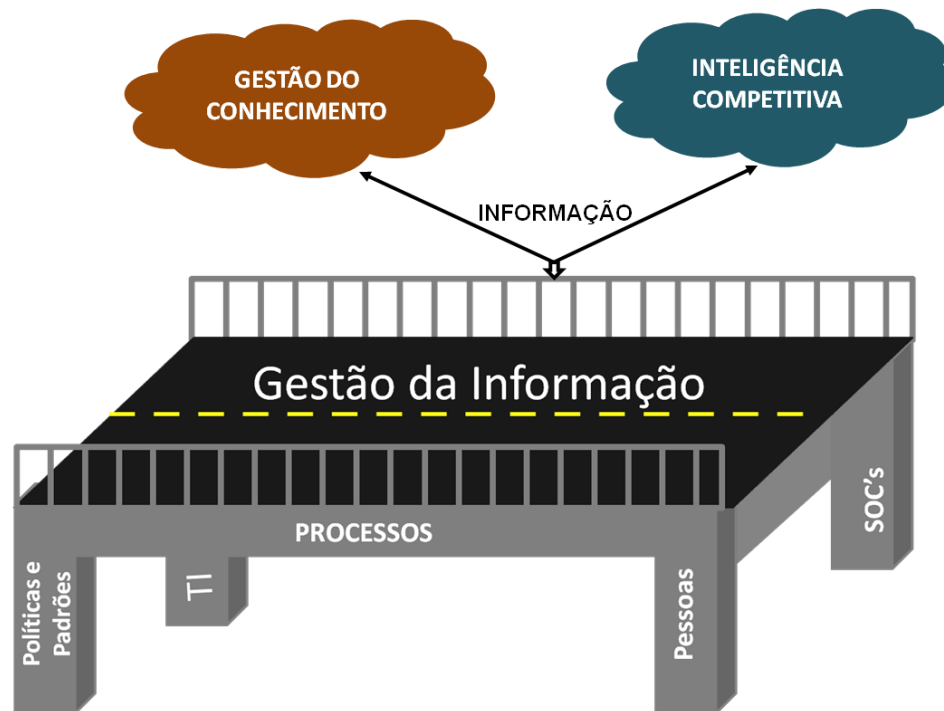 GESTÃO DO
CONHECIMENTO
INTELIGÊNCIA
COMPETITIVA
INFORMAÇÃO
Gestão da Informação
PROCESSOS
Políticas e
Padrões
TI
Pessoas
SOC's